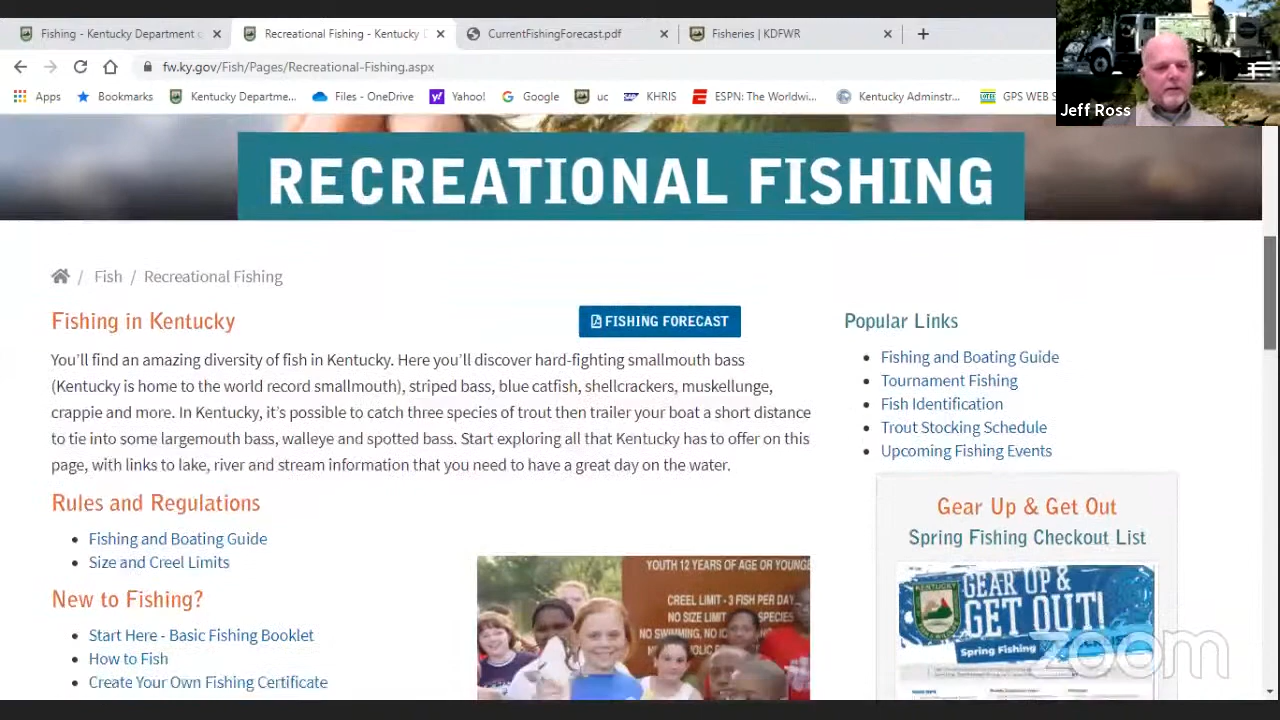 Fishing - Kentucky Department
Recreational Fishing - Kentucky
CurrentFishingForecast.pdf
Fisheries | KDFWR
fw.ky.gov/Fish/Pages/Recreational-Fishing.aspx
Apps
Bookmarks
Kentucky Departme...
Files - OneDrive
Yahoo!
Google
uc
KHRIS
ESPN: The Worldwi...
Kentucky Adminstr...
GPS WEB S
Jeff Ross
RECREATIONAL FISHING
/ Fish / Recreational Fishing
Fishing in Kentucky
FISHING FORECAST
You'll find an amazing diversity of fish in Kentucky. Here you'll discover hard-fighting smallmouth bass
(Kentucky is home to the world record smallmouth), striped bass, blue catfish, shellcrackers, muskellunge,
crappie and more. In Kentucky, it's possible to catch three species of trout then trailer your boat a short distance
to tie into some largemouth bass, walleye and spotted bass. Start exploring all that Kentucky has to offer on this
page, with links to lake, river and stream information that you need to have a great day on the water.
Rules and Regulations
Fishing and Boating Guide
Size and Creel Limits
New to Fishing?
Start Here - Basic Fishing Booklet
How to Fish
Create Your Own Fishing Certificate
YOUTH 12 YEARS OF AGE OR YOUNGE
CREEL LIMIT - 3 FISH PER DAY
NO SIZE LIMIT SPECIES
NO SWIMMING, NO
Popular Links
Fishing and Boating Guide
Tournament Fishing
Fish Identification
Trout Stocking Schedule
Upcoming Fishing Events
Gear Up & Get Out
Spring Fishing Checkout List
GEAR UP &
GET OUT!
Spring Fishing
zoom